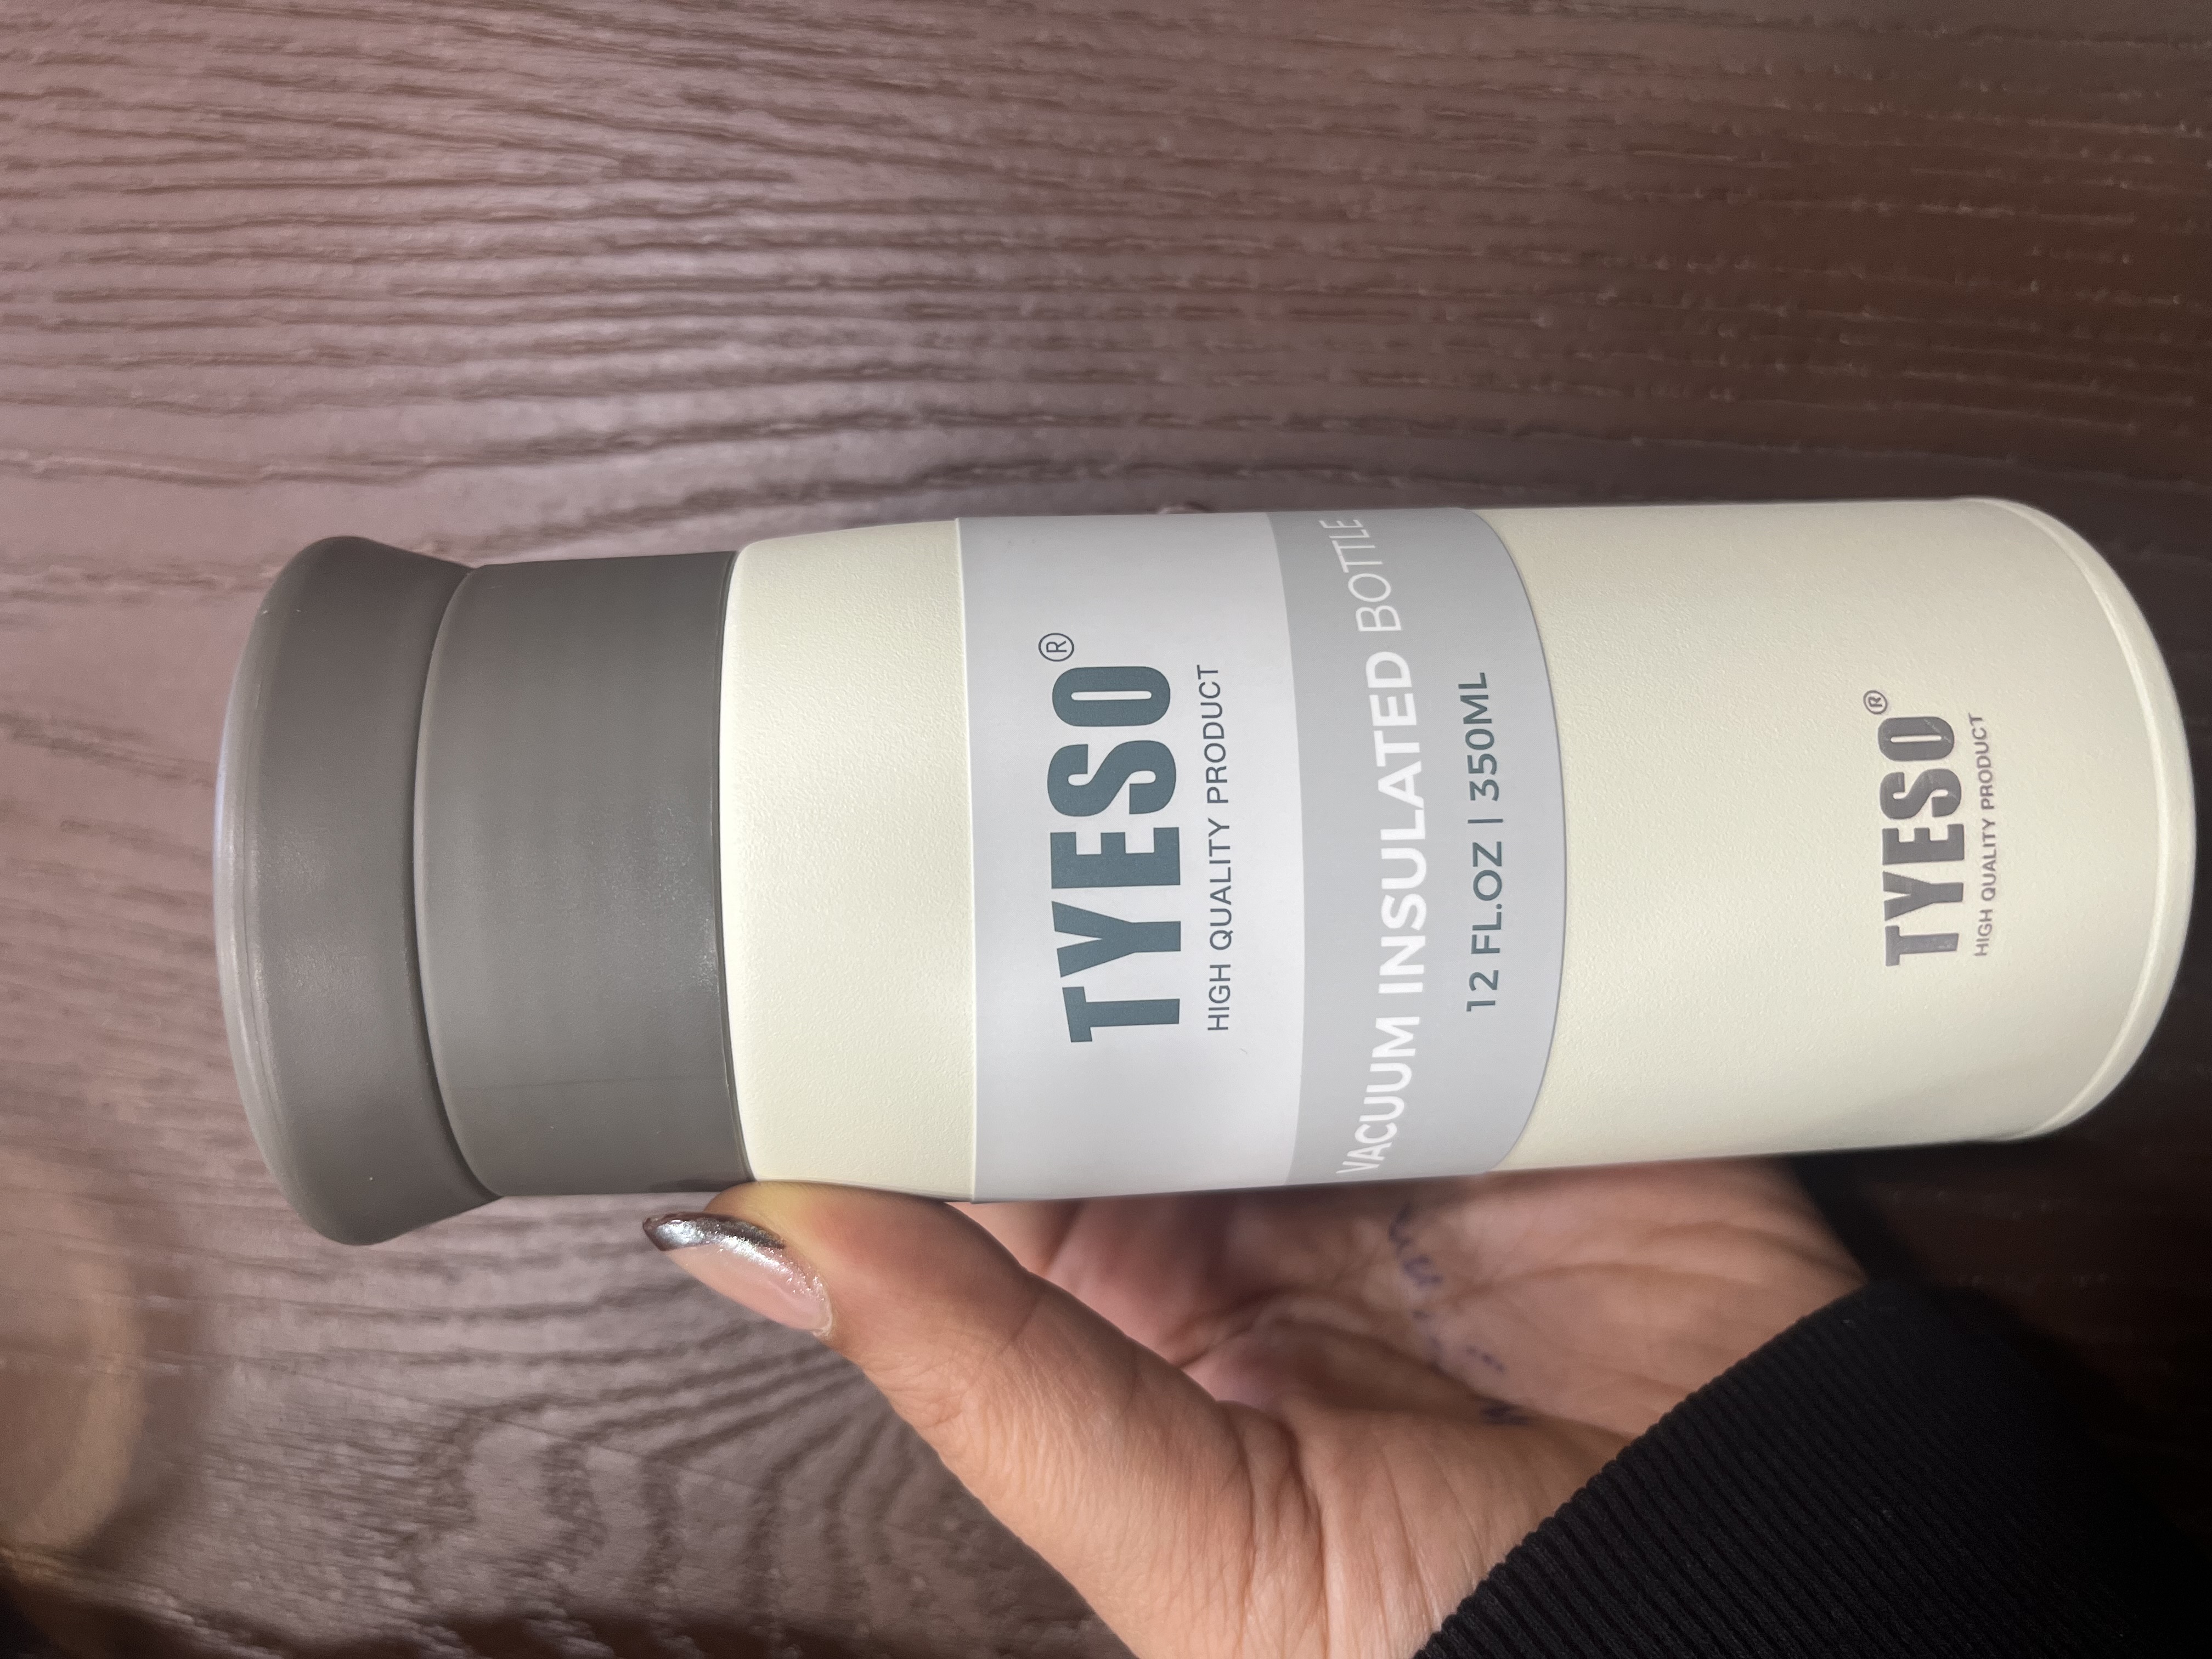 TYESO®
HIGH QUALITY PRODUCT
VACUUM INSULATED BOTTLE
12 FL.OZ | 350ML
TYESO®
HIGH QUALITY PRODUCT